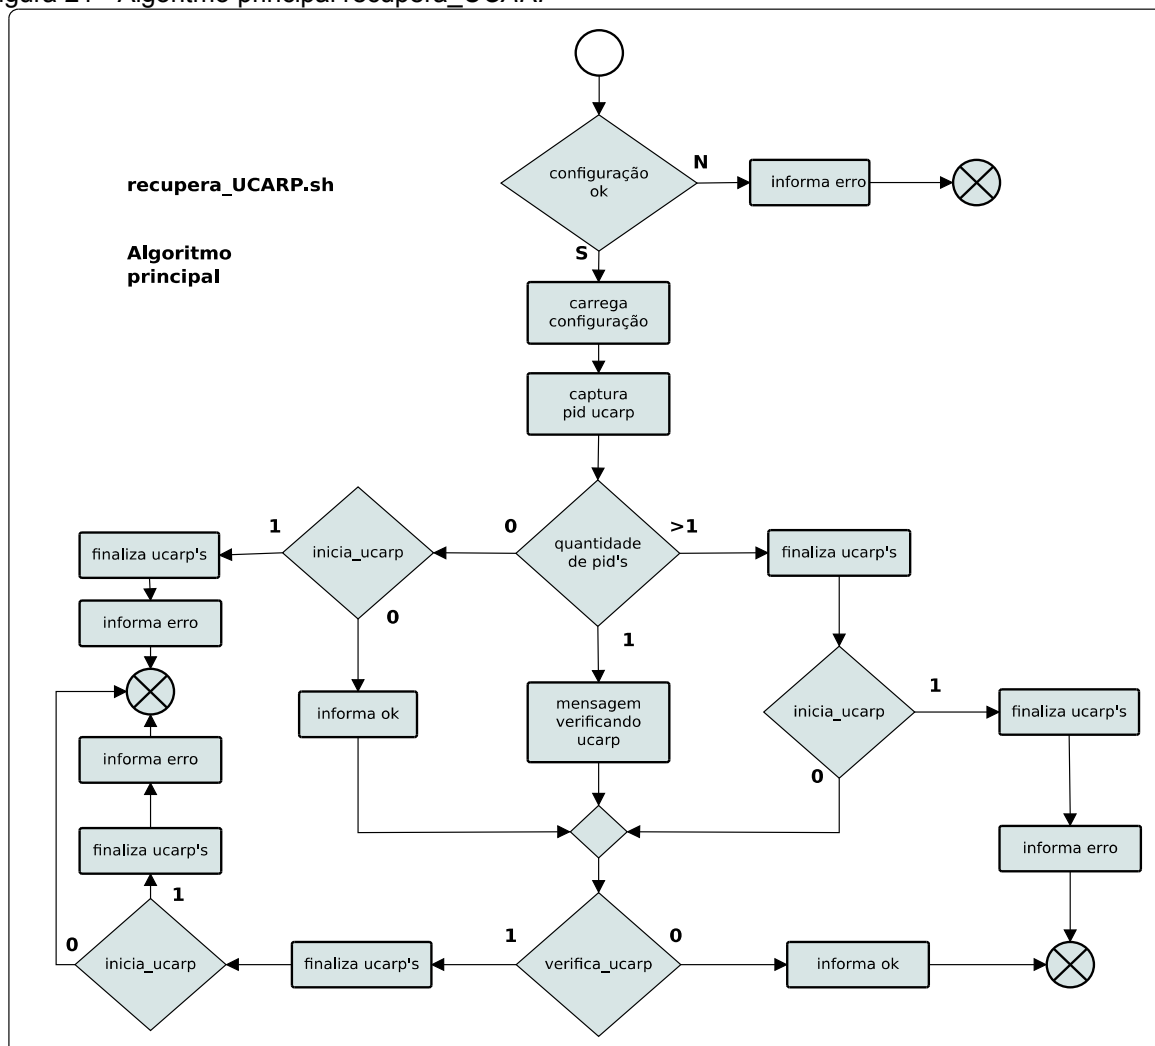 configuração
ok
N
informa erro
recupera_UCARP.sh
Algoritmo
principal
S
carrega
configuração
captura
pid ucarp
1
inicia_ucarp
0
quantidade
de pid's
>1
finaliza ucarp's
finaliza ucarp's
informa erro
0
1
mensagem
verificando
ucarp
informa ok
inicia_ucarp
1
finaliza ucarp's
0
informa erro
finaliza ucarp's
informa erro
1
0
inicia_ucarp
finaliza ucarp's
1
verifica_ucarp
0
informa ok